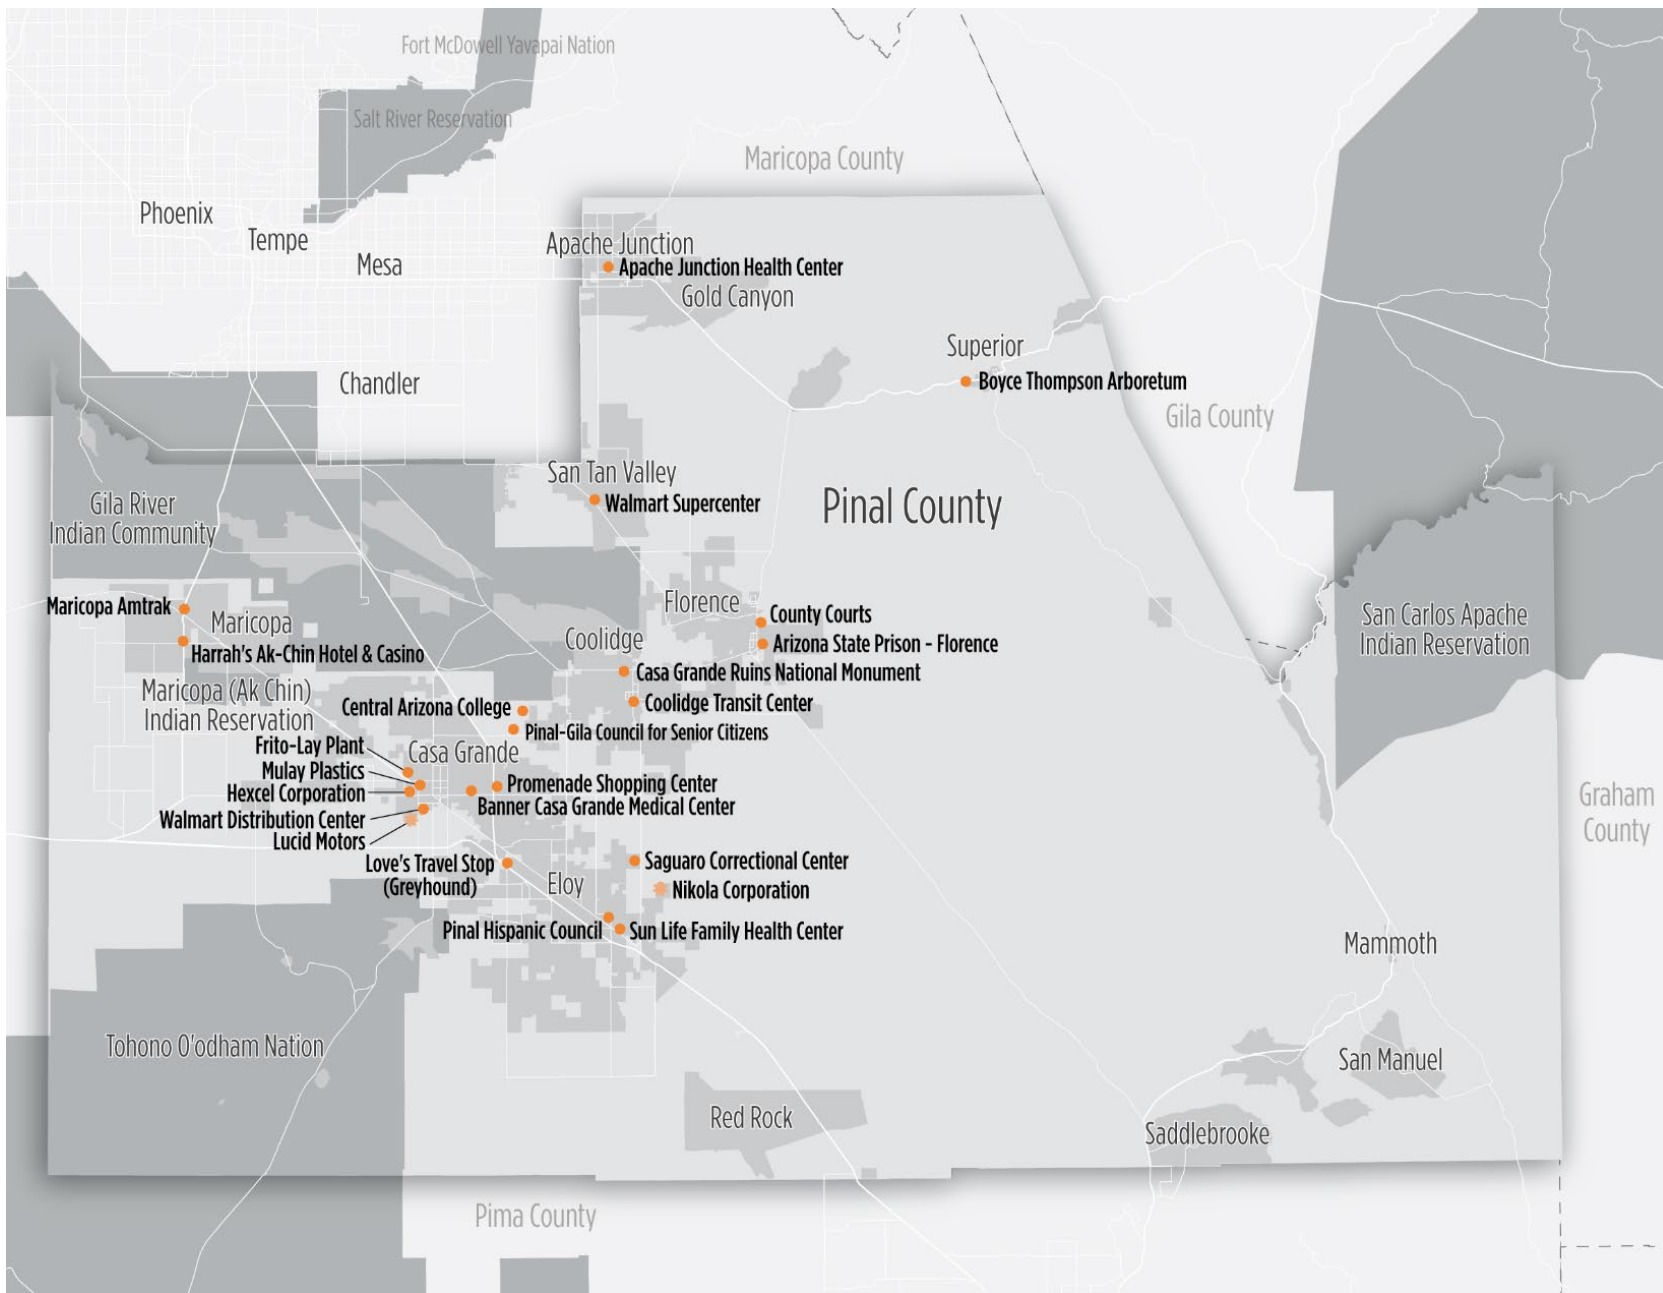 Fort McDowell Yavapai Nation
Salt River Reservation
Maricopa County
Phoenix
Tempe
Mesa
Apache Junction
Apache Junction Health Center
Gold Canyon
Superior
Boyce Thompson Arboretum
Chandler
Gila County
San Tan Valley
Walmart Supercenter
Pinal County
Gila River
Indian Community
Maricopa Amtrak
Maricopa
Harrah's Ak-Chin Hotel & Casino
Florence
County Courts
Arizona State Prison - Florence
San Carlos Apache
Indian Reservation
Coolidge
Casa Grande Ruins National Monument
Maricopa (Ak Chin)
Indian Reservation
Central Arizona College
Coolidge Transit Center
Pinal-Gila Council for Senior Citizens
Frito-Lay Plant
Casa Grande
Mulay Plastics
Hexcel Corporation
Promenade Shopping Center
Banner Casa Grande Medical Center
Walmart Distribution Center
Lucid Motors
Graham
County
Love's Travel Stop
(Greyhound)
Eloy
Saguaro Correctional Center
Nikola Corporation
Pinal Hispanic Council
Sun Life Family Health Center
Mammoth
Tohono O'odham Nation
San Manuel
Red Rock
Saddlebrooke
Pima County